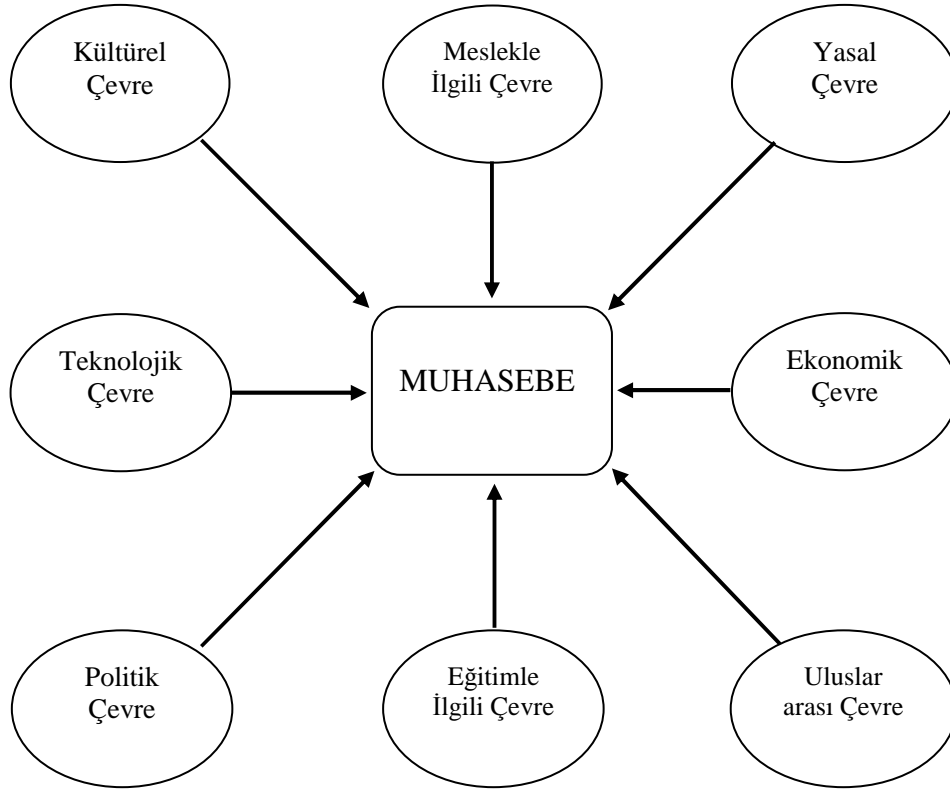 Kültürel
Çevre
Meslekle
İlgili Çevre
Yasal
Çevre
Teknolojik
Çevre
MUHASEBE
Ekonomik
Çevre
Politik
Çevre
Eğitimle
İlgili Çevre
Uluslar
arası Çevre